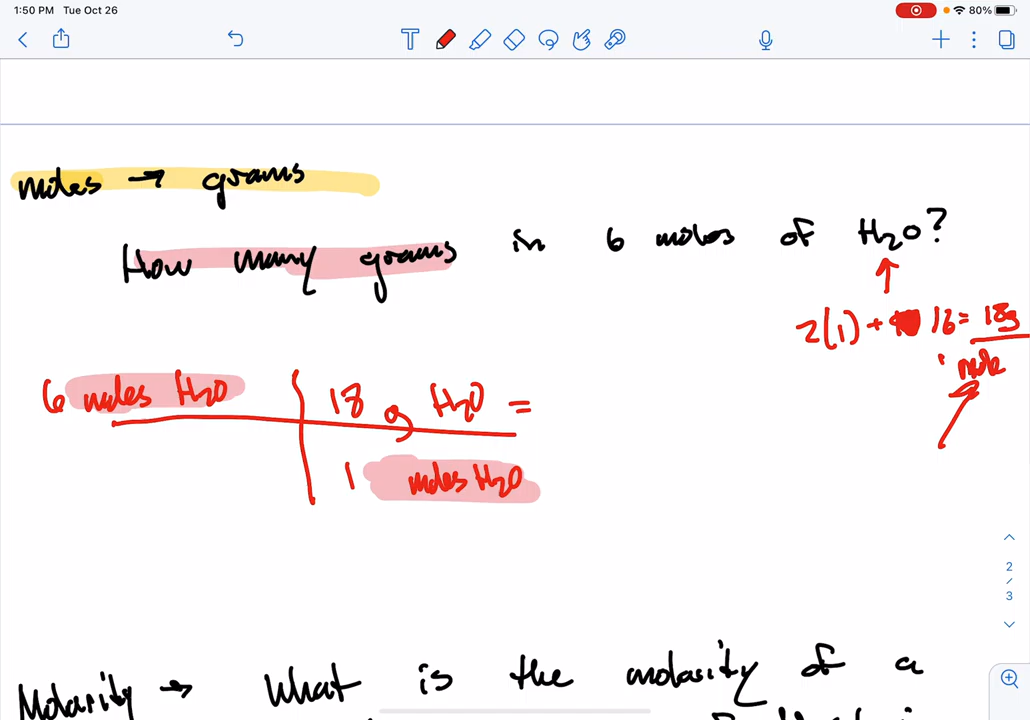 1:50 PM Tue Oct 26
80%
T
moles → grams
How many grams in 6 moles of H2O?
2(1) + 16 = 18g
mole
6 moles H2O | 18 g H2O =
1 moles H2O
2
/
3
Molarity → What is the molarity of a